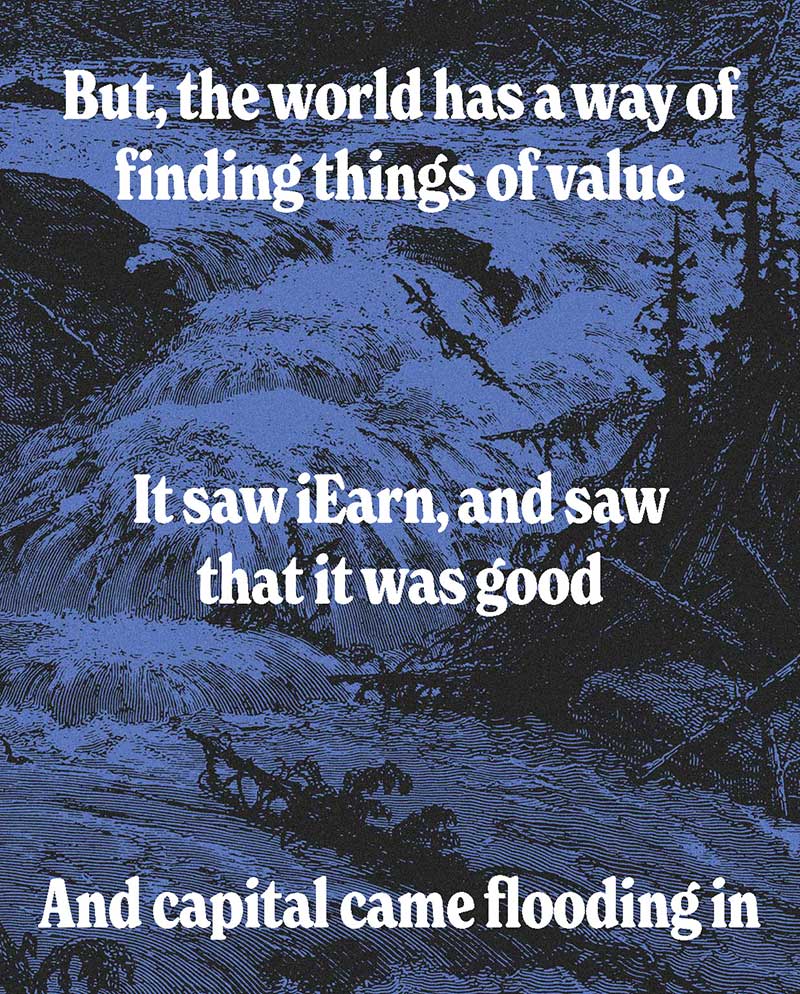 But, the world has a way of
finding things of value
It saw iEarn, and saw
that it was good
And capital came flooding in